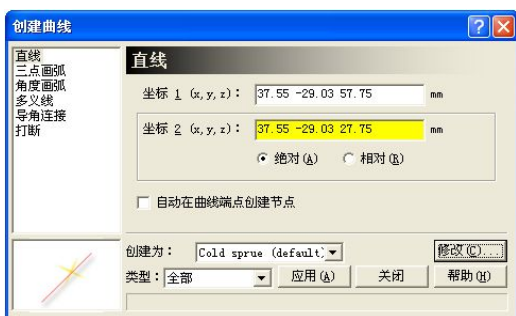 创建曲线
直线
三点画弧
角度画弧
多义线
导角连接
打断
直线
坐标 1 (x,y,z): 37.55 -29.03 57.75 mm
坐标 2 (x,y,z): 37.55 -29.03 27.75 mm
绝对(A) 相对(R)
自动在曲线端点创建节点
创建为: Cold sprue (default) 修改(C)...
类型: 全部 应用(A) 关闭 帮助(H)